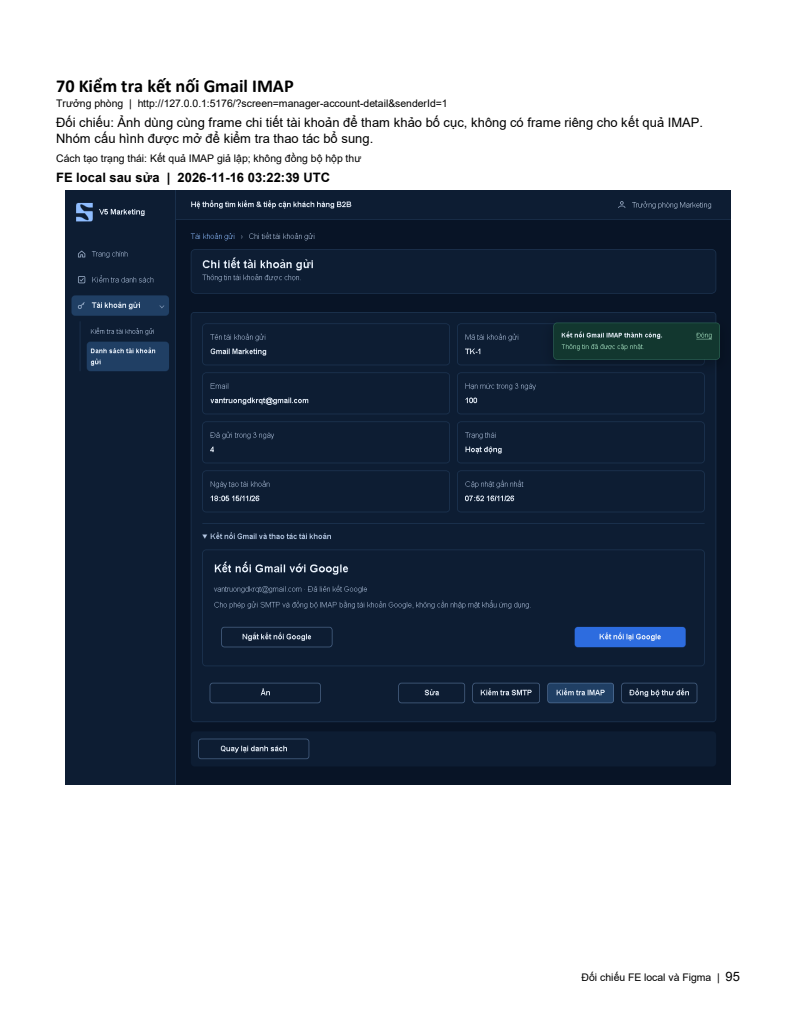 70 Kiểm tra kết nối Gmail IMAP
Trưởng phòng | http://127.0.0.1:5176/?screen=manager-account-detail&senderId=1
Đối chiếu: Ảnh dùng cùng frame chi tiết tài khoản để tham khảo bố cục, không có frame riêng cho kết quả IMAP.
Nhóm cấu hình được mở để kiểm tra thao tác bổ sung.
Cách tạo trạng thái: Kết quả IMAP giả lập; không đồng bộ hộp thư
FE local sau sửa | 2026-11-16 03:22:39 UTC
V5 Marketing
Hệ thống tìm kiếm & tiếp cận khách hàng B2B
Trưởng phòng Marketing
Trang chính
Kiểm tra danh sách
Tài khoản gửi
Kiểm tra tài khoản gửi
Danh sách tài khoản
gửi
Tài khoản gửi › Chi tiết tài khoản gửi
Chi tiết tài khoản gửi
Thông tin tài khoản được chọn.
Tên tài khoản gửi
Gmail Marketing
Mã tài khoản gửi
TK-1
Kết nối Gmail IMAP thành công.
Đóng
Thông tin đã được cập nhật.
Email
vantruongdkrqt@gmail.com
Hạn mức trong 3 ngày
100
Đã gửi trong 3 ngày
4
Trạng thái
Hoạt động
Ngày tạo tài khoản
18:05 15/11/26
Cập nhật gần nhất
07:52 16/11/26
▼ Kết nối Gmail và thao tác tài khoản
Kết nối Gmail với Google
vantruongdkrqt@gmail.com · Đã liên kết Google
Cho phép gửi SMTP và đồng bộ IMAP bằng tài khoản Google, không cần nhập mật khẩu ứng dụng.
Ngắt kết nối Google
Kết nối lại Google
Ẩn
Sửa
Kiểm tra SMTP
Kiểm tra IMAP
Đồng bộ thư đến
Quay lại danh sách
Đối chiếu FE local và Figma | 95